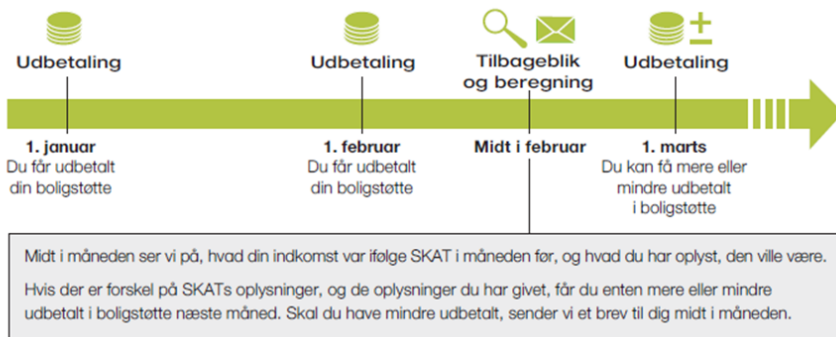 Udbetaling
Udbetaling
Tilbageblik
og beregning
Udbetaling
1. januar
Du får udbetalt
din boligstøtte
1. februar
Du får udbetalt
din boligstøtte
Midt i februar
1. marts
Du kan få mere eller
mindre udbetalt
i boligstøtte
Midt i måneden ser vi på, hvad din indkomst var ifølge SKAT i måneden før, og hvad du har oplyst, den ville være.
Hvis der er forskel på SKATs oplysninger, og de oplysninger du har givet, får du enten mere eller mindre
udbetalt i boligstøtte næste måned. Skal du have mindre udbetalt, sender vi et brev til dig midt i måneden.